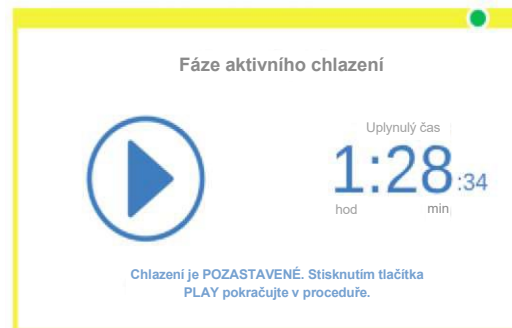 Fáze aktivního chlazení
Uplynulý čas
1:28:34
hod min
Chlazení je POZASTAVENÉ. Stisknutím tlačítka
PLAY pokračujte v proceduře.